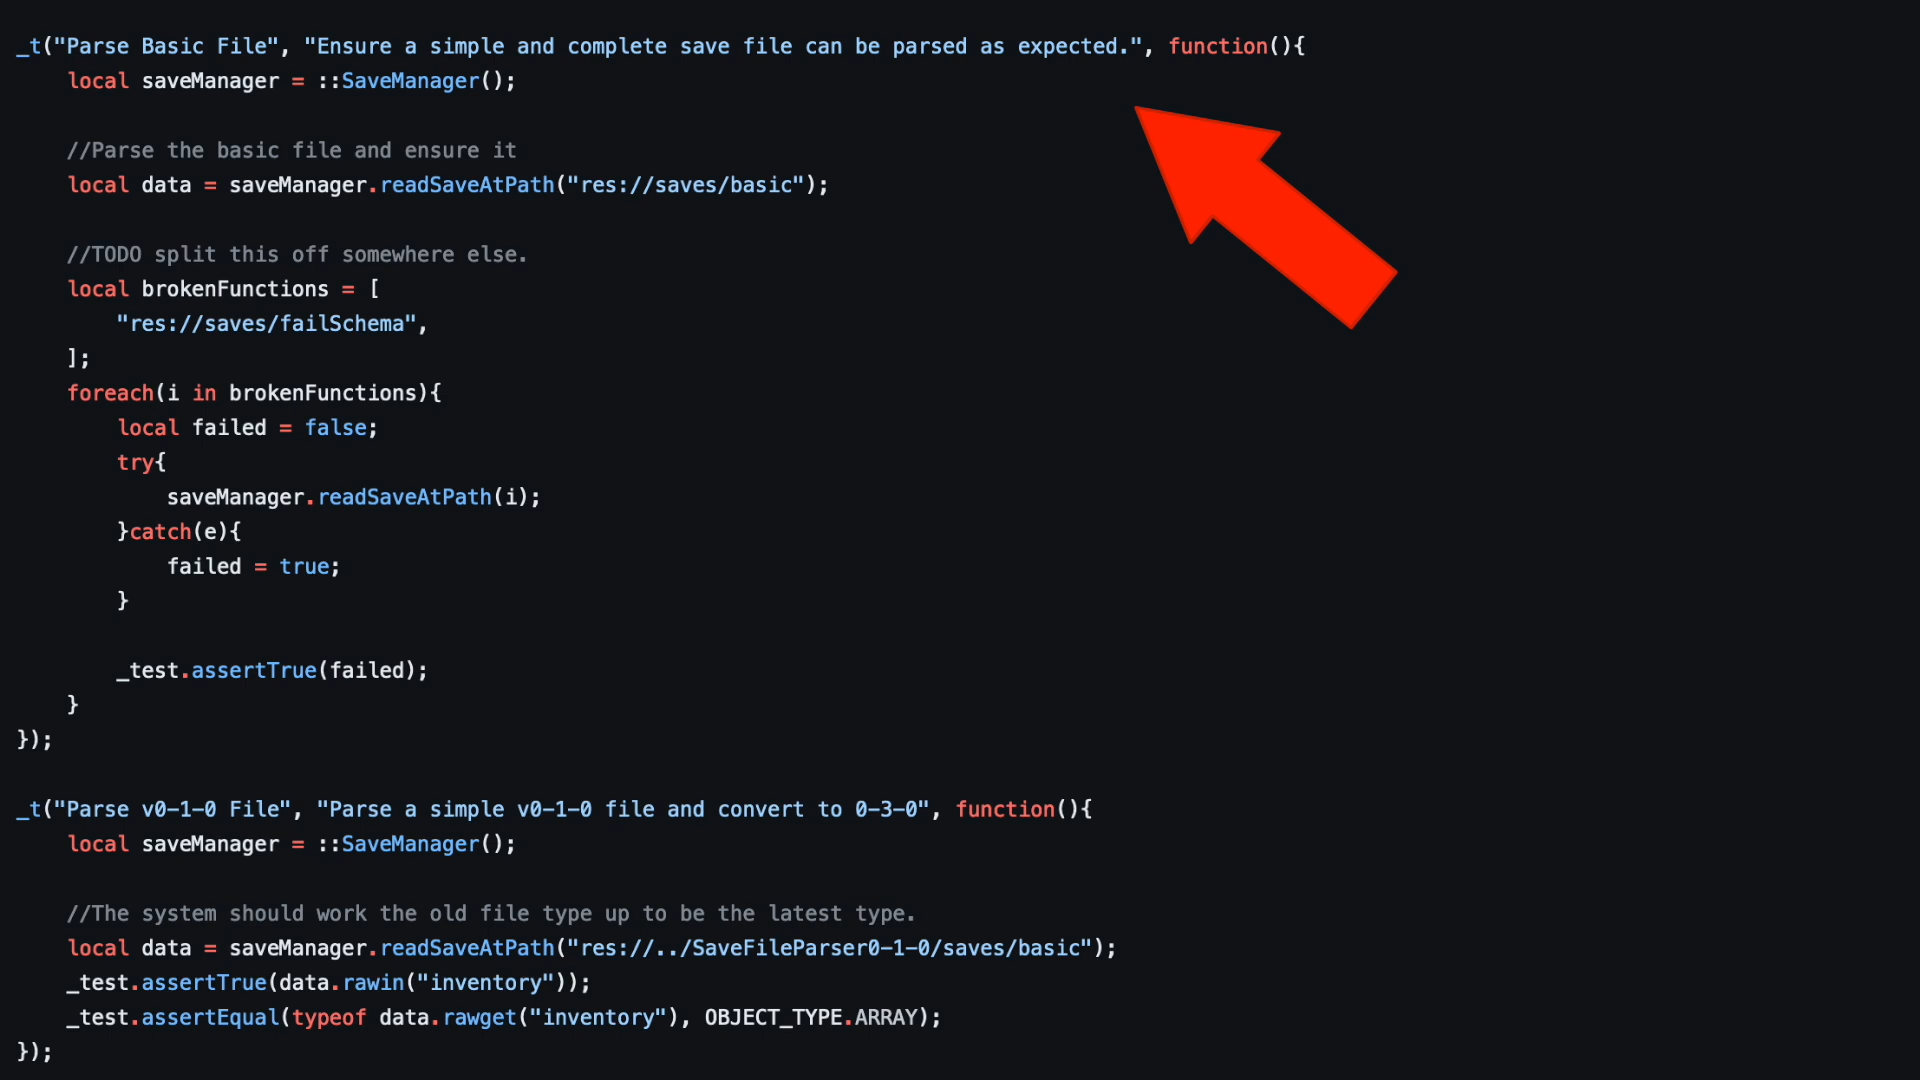 _t("Parse Basic File", "Ensure a simple and complete save file can be parsed as expected.", function(){
    local saveManager = ::SaveManager();

    //Parse the basic file and ensure it
    local data = saveManager.readSaveAtPath("res://saves/basic");

    //TODO split this off somewhere else.
    local brokenFunctions = [
        "res://saves/failSchema",
    ];
    foreach(i in brokenFunctions){
        local failed = false;
        try{
            saveManager.readSaveAtPath(i);
        }catch(e){
            failed = true;
        }

        _test.assertTrue(failed);
    }
});

_t("Parse v0-1-0 File", "Parse a simple v0-1-0 file and convert to 0-3-0", function(){
    local saveManager = ::SaveManager();

    //The system should work the old file type up to be the latest type.
    local data = saveManager.readSaveAtPath("res://../SaveFileParser0-1-0/saves/basic");
    _test.assertTrue(data.rawin("inventory"));
    _test.assertEqual(typeof data.rawget("inventory"), OBJECT_TYPE.ARRAY);
});